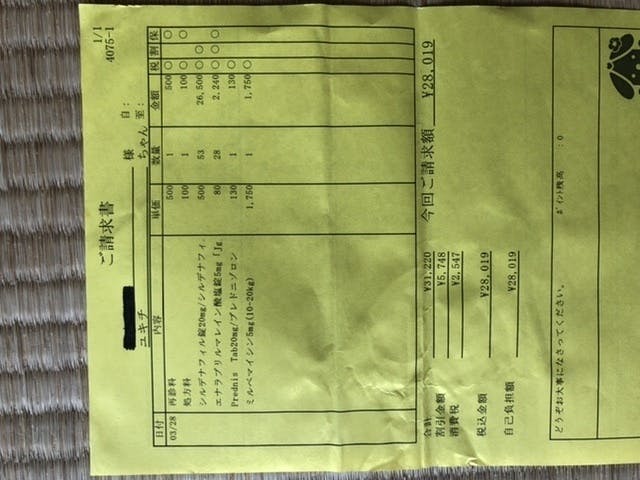 1/1
4075-1
ご請求書
様 自:
ユキチ ちゃん 至:
日付 内容 単価 数量 金額 税 割 保
03/28 再診料 500 1 500 ○ ○
処方料 100 1 100 ○ ○
シルデナフィル錠20mg/シルデナフィ. 500 53 26,500 ○ ○ ○
エナラプリルマレイン酸塩錠5mg「Jg 80 28 2,240 ○ ○ ○
Prednis Tab20mg/プレドニゾロン 130 1 130 ○ ○
ミルベマイシン5mg(10-20kg) 1,750 1 1,750 ○
合計 ¥31,220 今回ご請求額 ¥28,019
割引金額 ¥5,748
消費税 ¥2,547
税込金額 ¥28,019
自己負担額 ¥28,019
どうぞお大事になさってください。 ポイント残高 :0